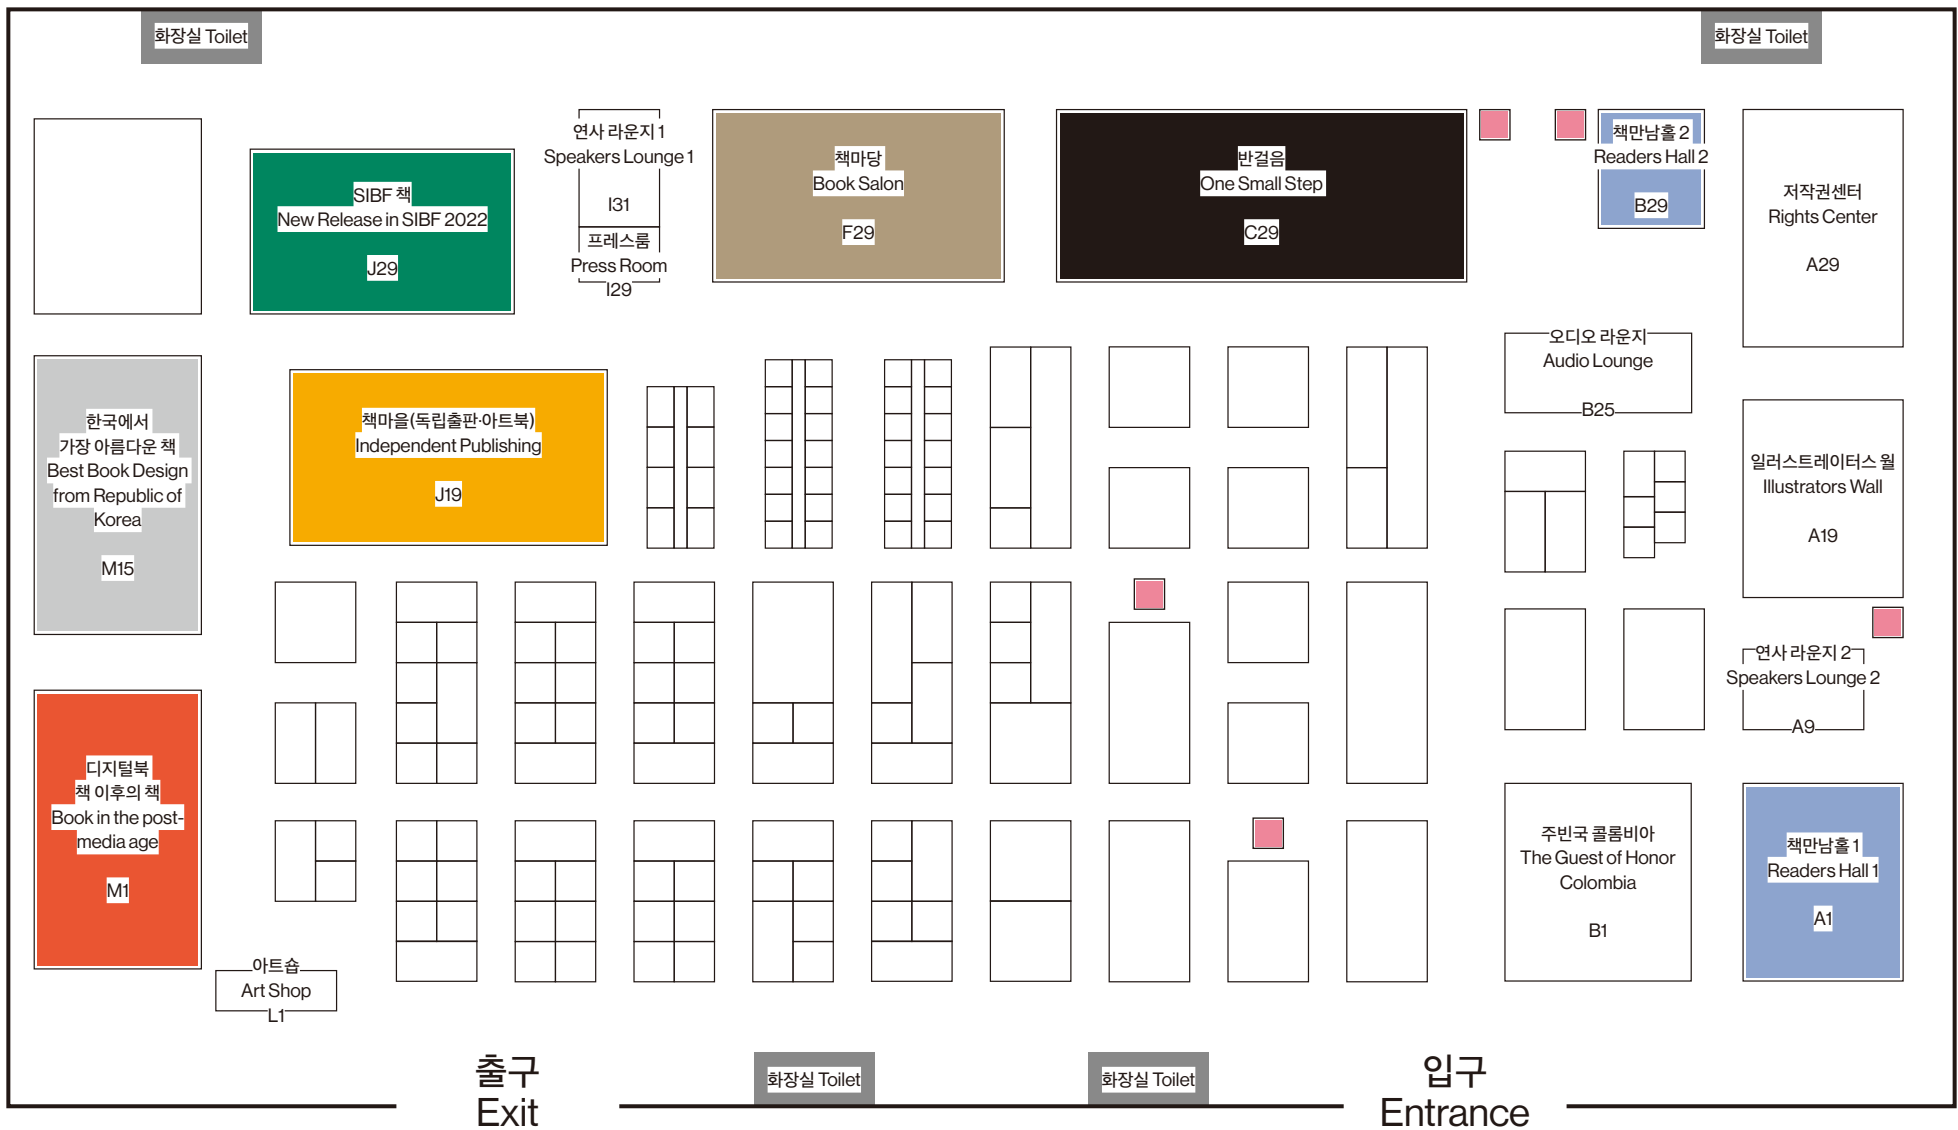 화장실 Toilet
화장실 Toilet
SIBF 책
New Release in SIBF 2022
J29
연사 라운지 1
Speakers Lounge 1
I31
프레스룸
Press Room
I29
책마당
Book Salon
F29
반걸음
One Small Step
C29
책만남홀 2
Readers Hall 2
B29
저작권센터
Rights Center
A29
한국에서
가장 아름다운 책
Best Book Design
from Republic of
Korea
M15
책마을(독립출판·아트북)
Independent Publishing
J19
오디오 라운지
Audio Lounge
B25
일러스트레이터스 월
Illustrators Wall
A19
연사 라운지 2
Speakers Lounge 2
A9
디지털북
책 이후의 책
Book in the post-
media age
M1
주빈국 콜롬비아
The Guest of Honor
Colombia
B1
책만남홀 1
Readers Hall 1
A1
아트숍
Art Shop
L1
출구
Exit
화장실 Toilet
화장실 Toilet
입구
Entrance